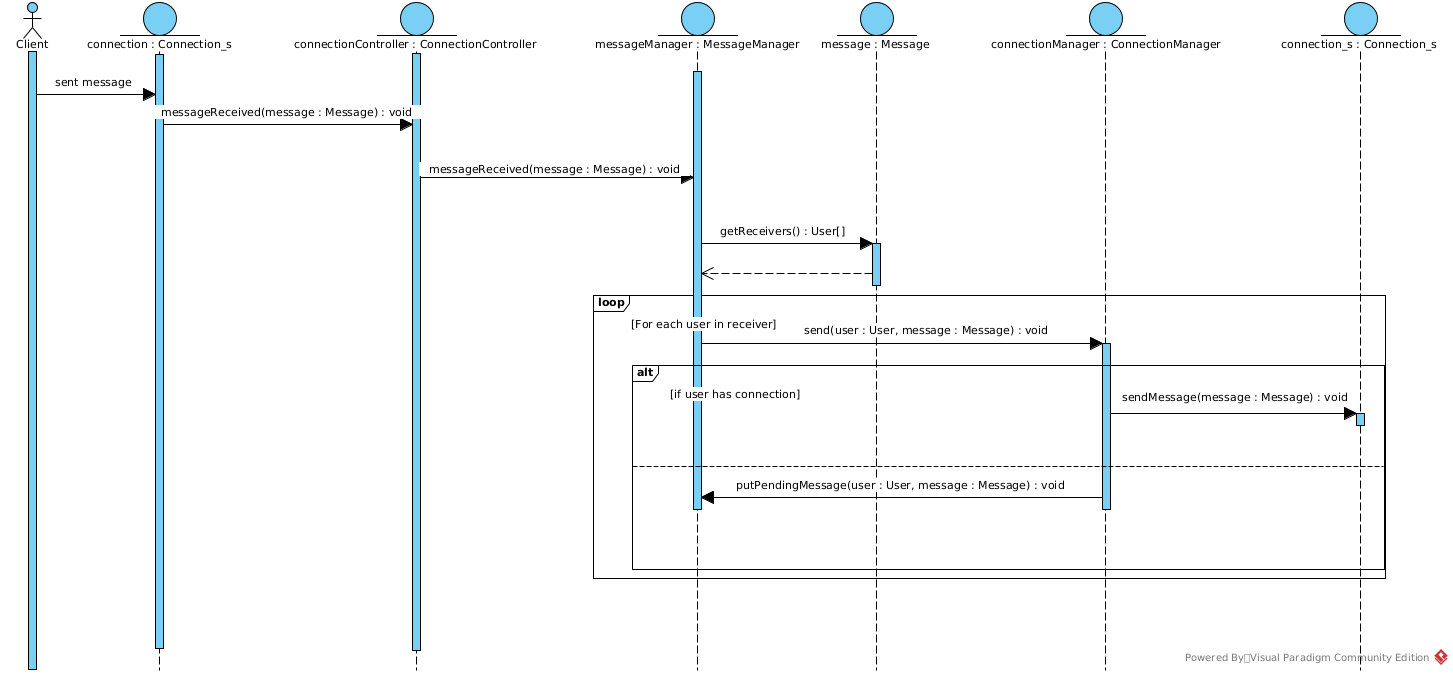 Client
connection : Connection_s
connectionController : ConnectionController
messageManager : MessageManager
message : Message
connectionManager : ConnectionManager
connection_s : Connection_s
sent message
messageReceived(message : Message) : void
messageReceived(message : Message) : void
getReceivers() : User[]
loop
[For each user in receiver]
send(user : User, message : Message) : void
alt
[if user has connection]
sendMessage(message : Message) : void
putPendingMessage(user : User, message : Message) : void
Powered By Visual Paradigm Community Edition